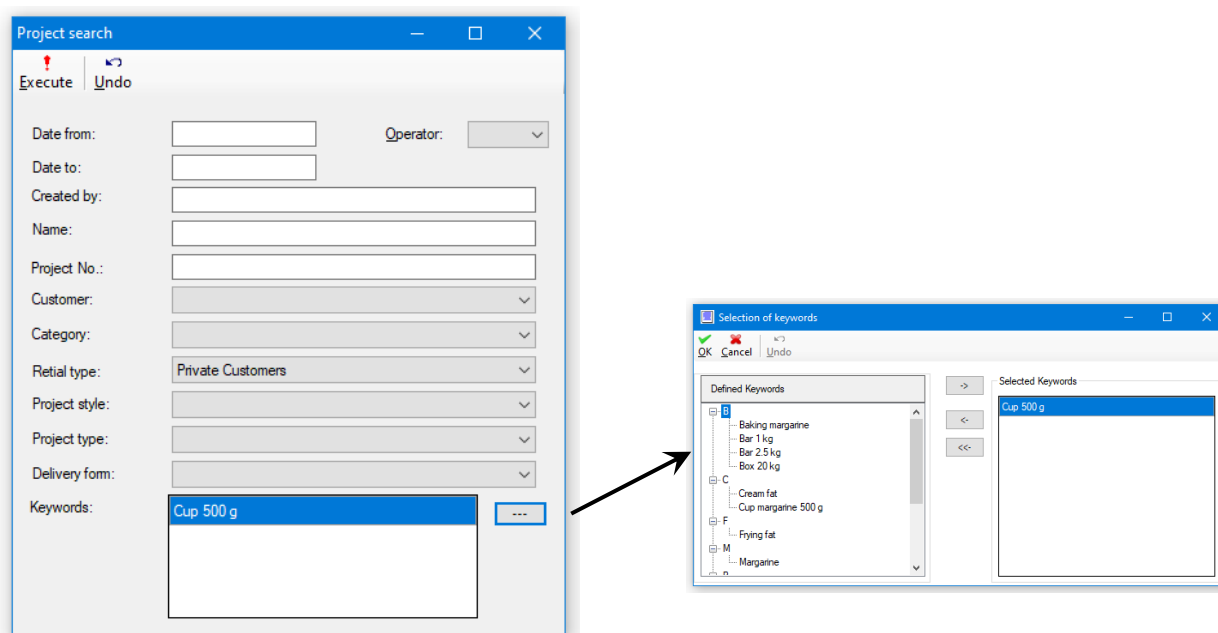 Project search
Execute Undo
Date from: Operator:
Date to:
Created by:
Name:
Project No.:
Customer:
Category:
Retial type: Private Customers
Project style:
Project type:
Delivery form:
Keywords: Cup 500 g ---
Selection of keywords
OK Cancel Undo
Defined Keywords -> Selected Keywords
B Cup 500 g
Baking margarine <-
Bar 1 kg
Bar 2.5 kg <<-
Box 20 kg
C
Cream fat
Cup margarine 500 g
F
Frying fat
M
Margarine